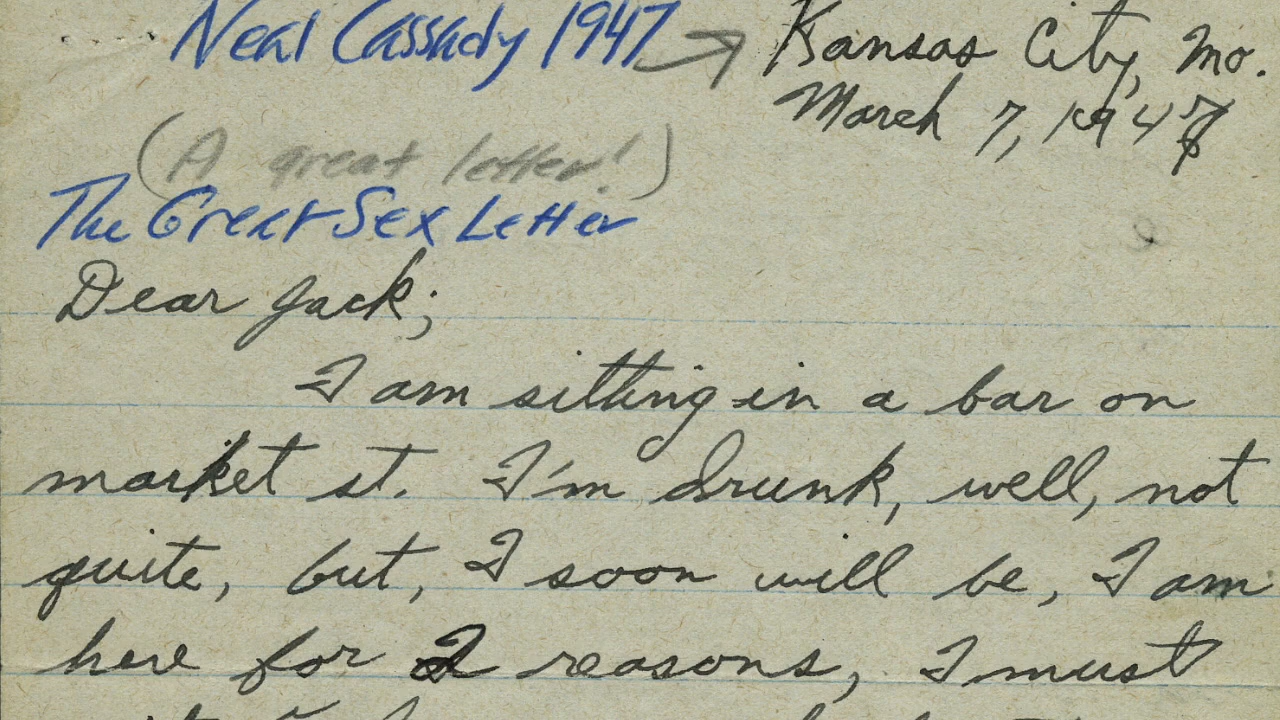 Neal Cassady 1947 → Kansas City, Mo.
March 7, 1947
(A great letter!)
The Great Sex Letter
Dear Jack;
I am sitting in a bar on
market st. I'm drunk, well, not
quite, but, I soon will be, I am
here for 2 reasons, I must